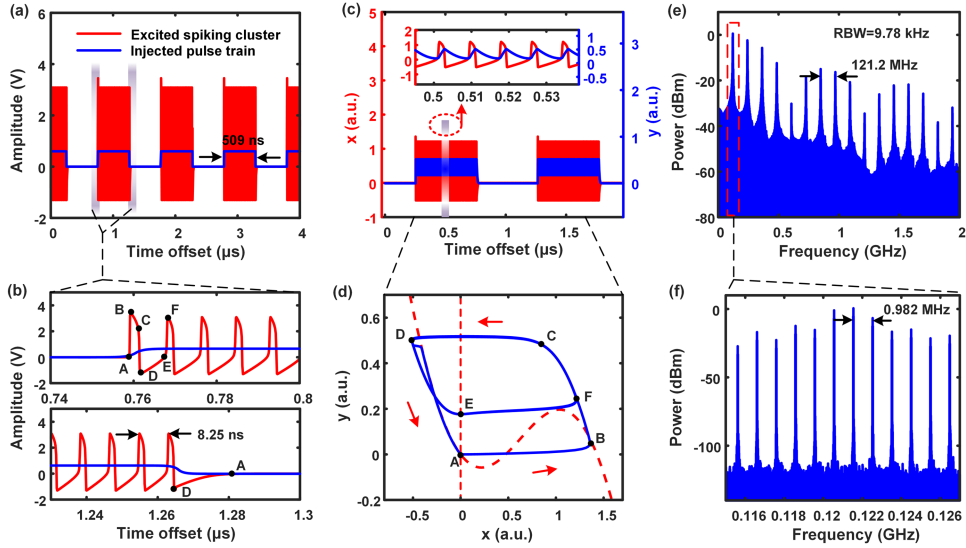 (a)
Excited spiking cluster
Injected pulse train
509 ns
Amplitude (V)
6
4
2
0
-2
0 1 2 3 4
Time offset (μs)
(b)
B C F
A D E
Amplitude (V)
4
2
0
-2
0.74 0.76 0.78 0.8
8.25 ns
A
D
4
2
0
-2
1.24 1.26 1.28 1.3
Time offset (μs)
(c)
x (a.u.)
5
4
3
2
1
0
-1
y (a.u.)
3
2
1
0
2
1
0
-1
1
0.5
0
-0.5
0.5 0.51 0.52 0.53
0 0.5 1 1.5 2
Time offset (μs)
(d)
y (a.u.)
0.6
0.4
0.2
0
-0.2
D C
E F
A B
-0.5 0 0.5 1 1.5
x (a.u.)
(e)
RBW=9.78 kHz
121.2 MHz
Power (dBm)
0
-20
-40
-60
-80
0 0.5 1 1.5 2
Frequency (GHz)
(f)
0.982 MHz
Power (dBm)
0
-50
-100
0.116 0.118 0.12 0.122 0.124 0.126
Frequency (GHz)